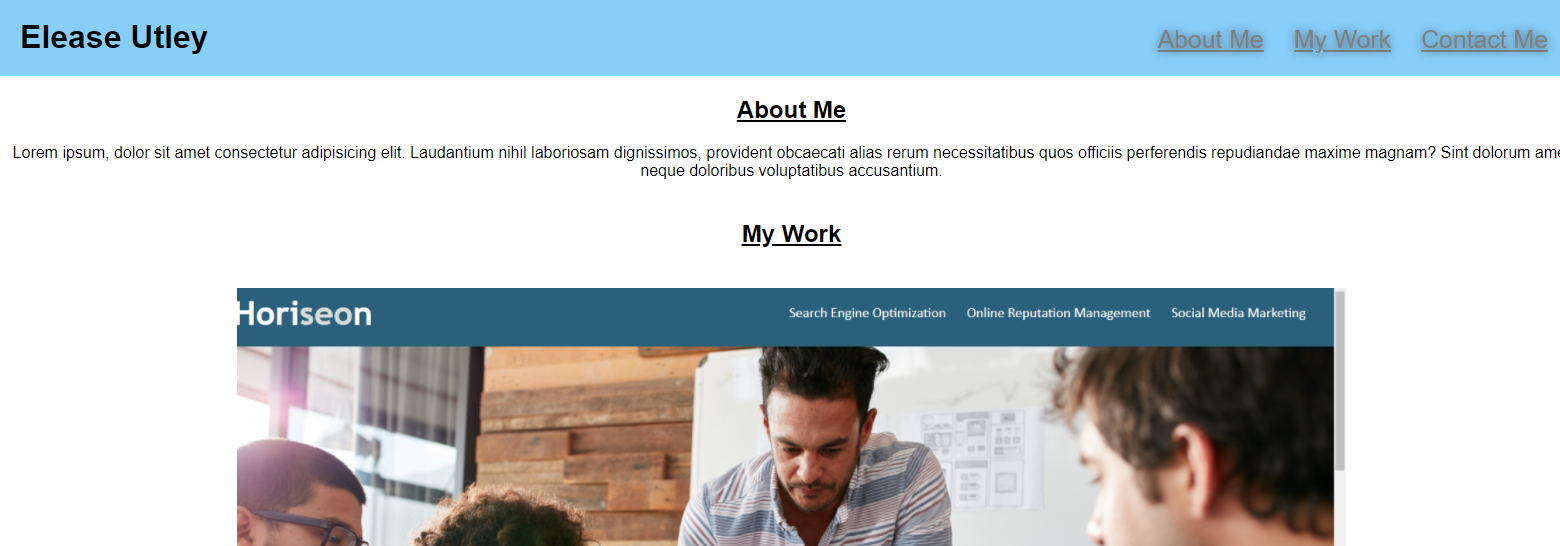 Elease Utley About Me My Work Contact Me
About Me
Lorem ipsum, dolor sit amet consectetur adipisicing elit. Laudantium nihil laboriosam dignissimos, provident obcaecati alias rerum necessitatibus quos officiis perferendis repudiandae maxime magnam? Sint dolorum ame
neque doloribus voluptatibus accusantium.
My Work
Horiseon Search Engine Optimization Online Reputation Management Social Media Marketing